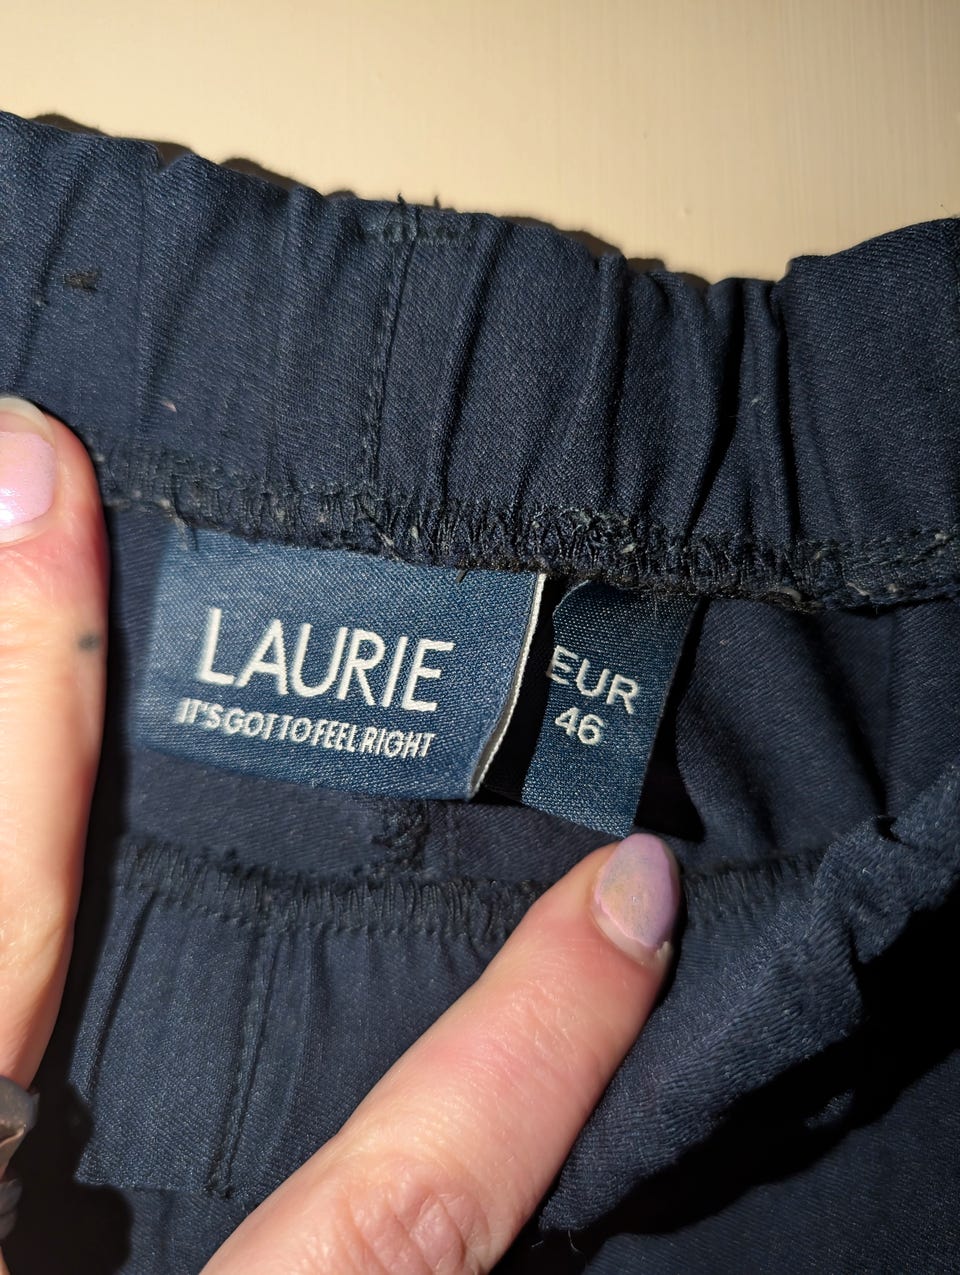 LAURIE
IT'S GOT TO FEEL RIGHT
EUR
46